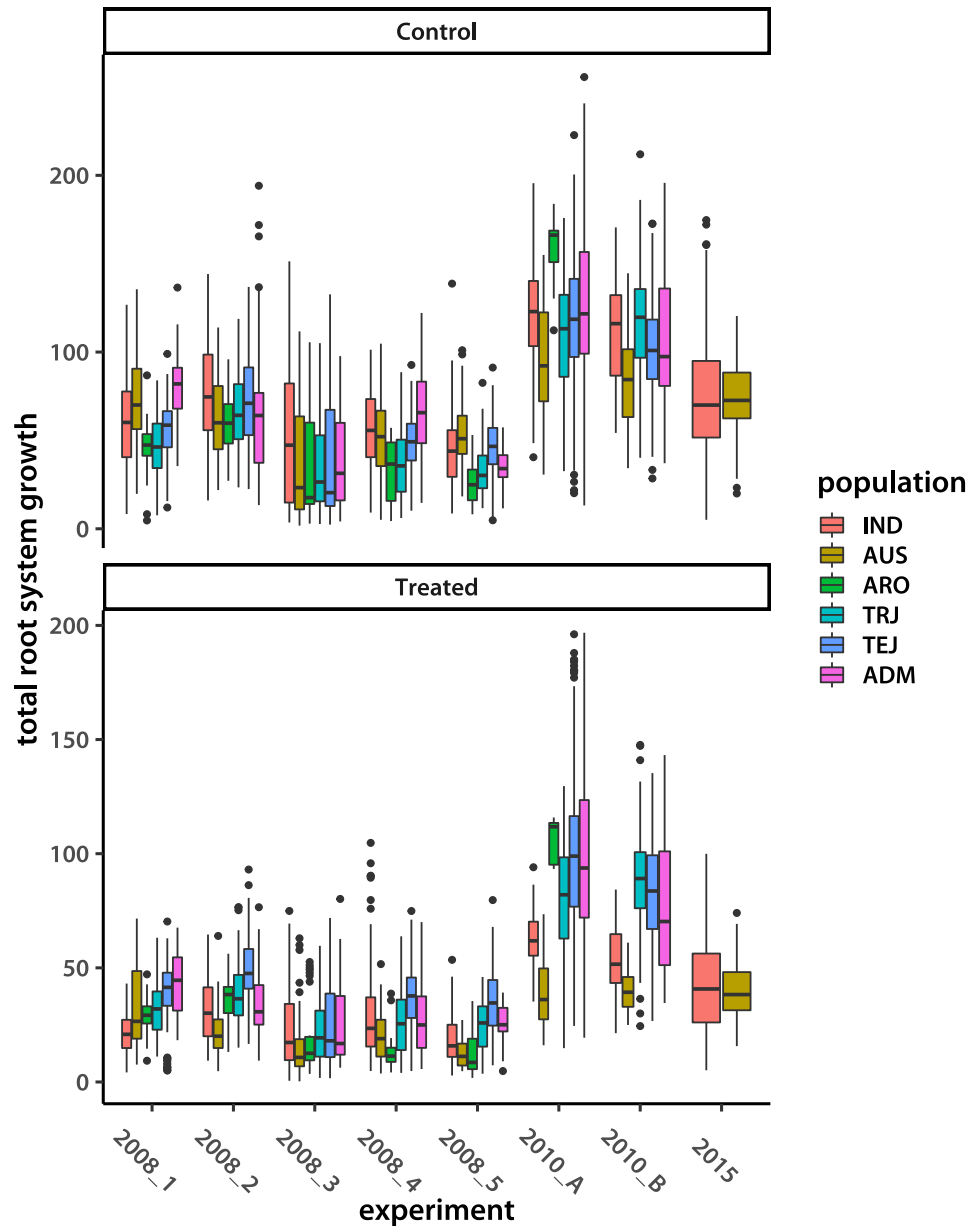 Control
200
100
0
Treated
200
150
100
50
0
total root system growth
2008_1
2008_2
2008_3
2008_4
2008_5
2010_A
2010_B
2015
experiment
population
IND
AUS
ARO
TRJ
TEJ
ADM